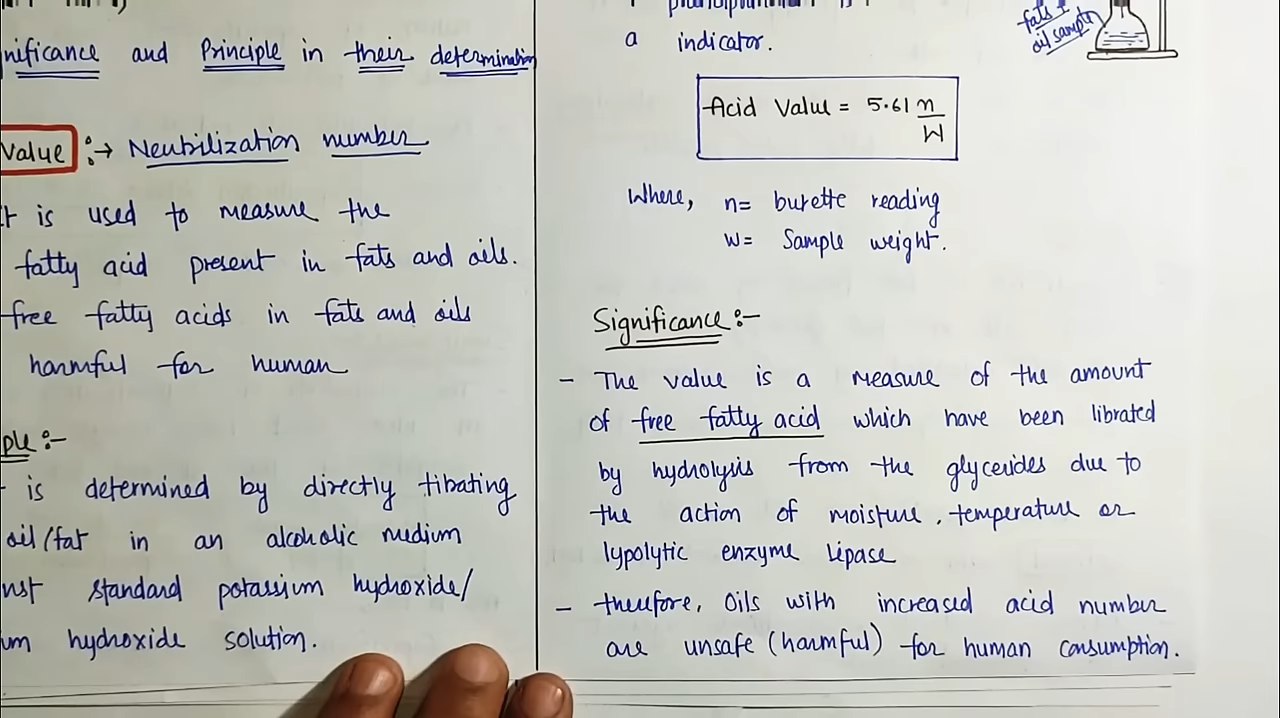 nificance and Principle in their determination
Value :→ Neutrilization number
It is used to measure the
fatty acid present in fats and oils.
free fatty acids in fats and oils
harmful for human
ple :-
is determined by directly titrating
oil/fat in an alcoholic medium
nst standard potassium hydroxide/
um hydroxide solution.
a indicator.
fats +
oil sample
Acid Value = 5.61 n/W
Where, n= burette reading
W= Sample weight.
Significance :-
- The value is a measure of the amount
of free fatty acid which have been librated
by hydrolysis from the glycerides due to
the action of moisture, temperature or
lypolytic enzyme lipase
- therefore, Oils with increased acid number
are unsafe (harmful) for human consumption.